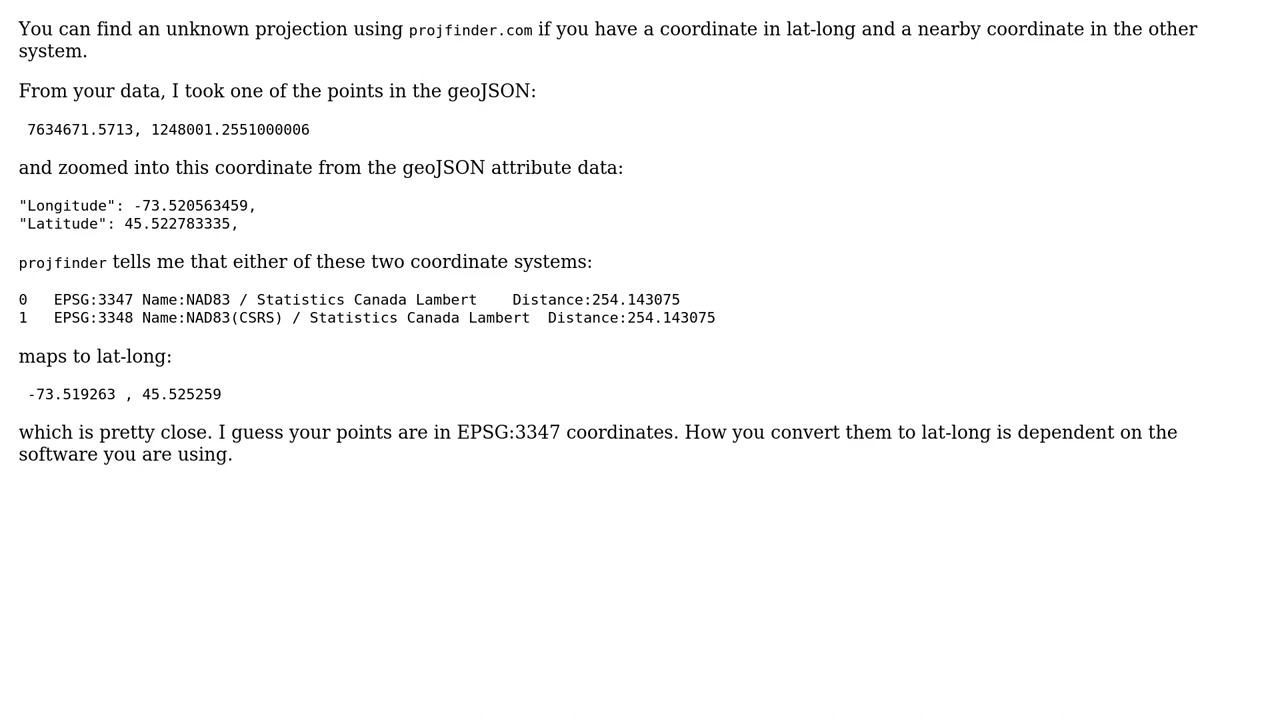 You can find an unknown projection using projfinder.com if you have a coordinate in lat-long and a nearby coordinate in the other
system.
From your data, I took one of the points in the geoJSON:
7634671.5713, 1248001.2551000006
and zoomed into this coordinate from the geoJSON attribute data:
"Longitude": -73.520563459,
"Latitude": 45.522783335,
projfinder tells me that either of these two coordinate systems:
0   EPSG:3347 Name:NAD83 / Statistics Canada Lambert    Distance:254.143075
1   EPSG:3348 Name:NAD83(CSRS) / Statistics Canada Lambert  Distance:254.143075
maps to lat-long:
-73.519263 , 45.525259
which is pretty close. I guess your points are in EPSG:3347 coordinates. How you convert them to lat-long is dependent on the
software you are using.